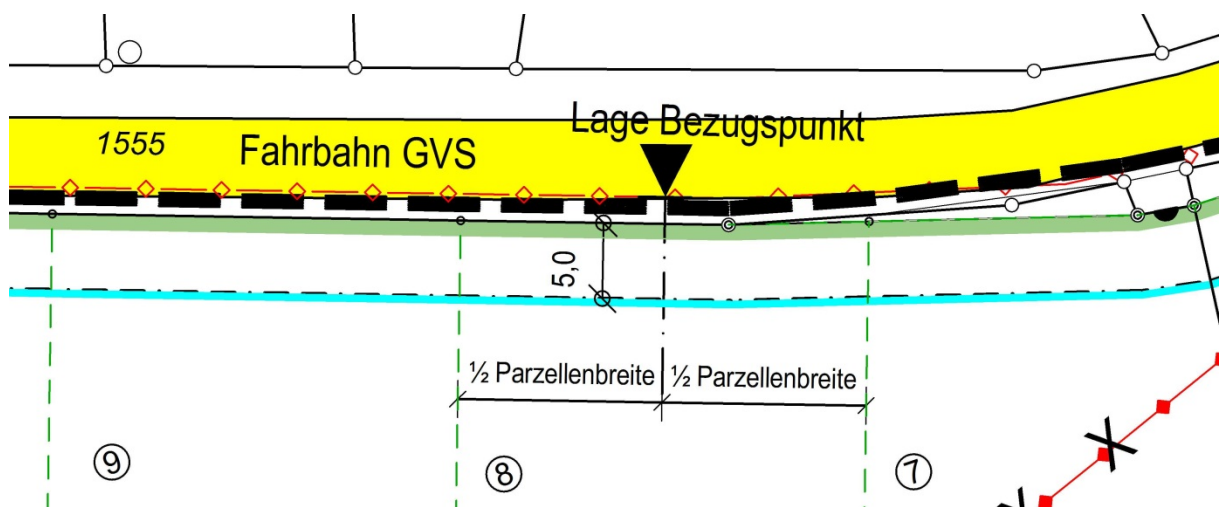 Lage Bezugspunkt
1555
Fahrbahn GVS
5,0
½ Parzellenbreite
½ Parzellenbreite
9
8
7